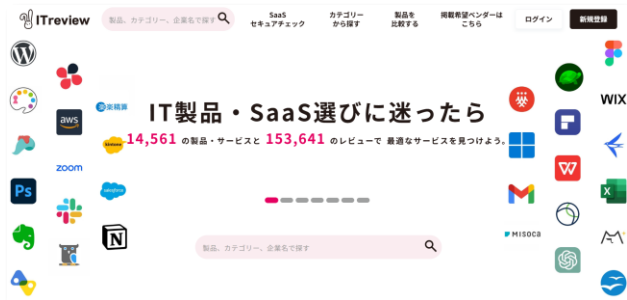 ITreview
製品、カテゴリー、企業名で探す
SaaS
セキュアチェック
カテゴリー
から探す
製品を
比較する
掲載希望ベンダーは
こちら
ログイン
新規登録
IT製品・SaaS選びに迷ったら
14,561 の製品・サービスと 153,641 のレビューで 最適なサービスを見つけよう。
製品、カテゴリー、企業名で探す
aws
楽楽精算
zoom
Ps
salesforce
WIX
MISOCA